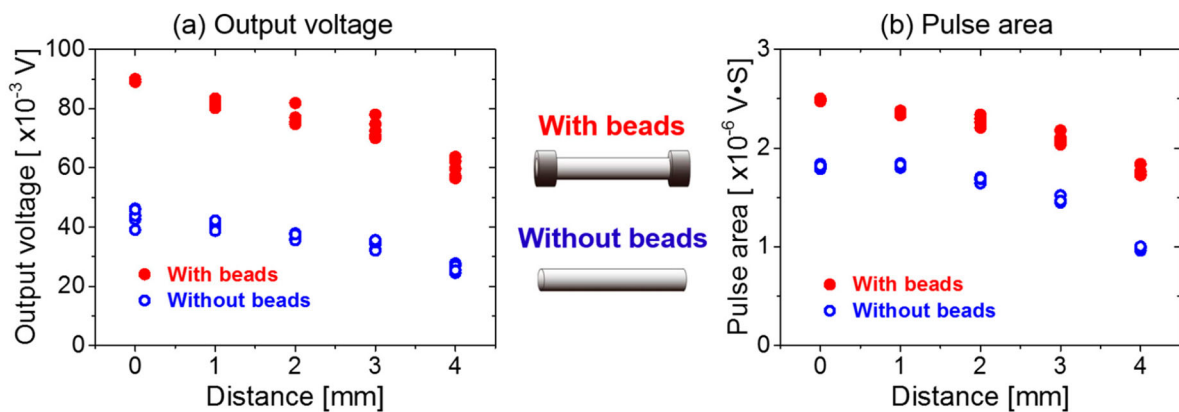 (a) Output voltage
Output voltage [ x10⁻³ V]
100
80
60
40
20
0
With beads
Without beads
0 1 2 3 4
Distance [mm]
With beads
Without beads
(b) Pulse area
Pulse area [ x10⁻⁶ V•S]
3
2
1
0
With beads
Without beads
0 1 2 3 4
Distance [mm]